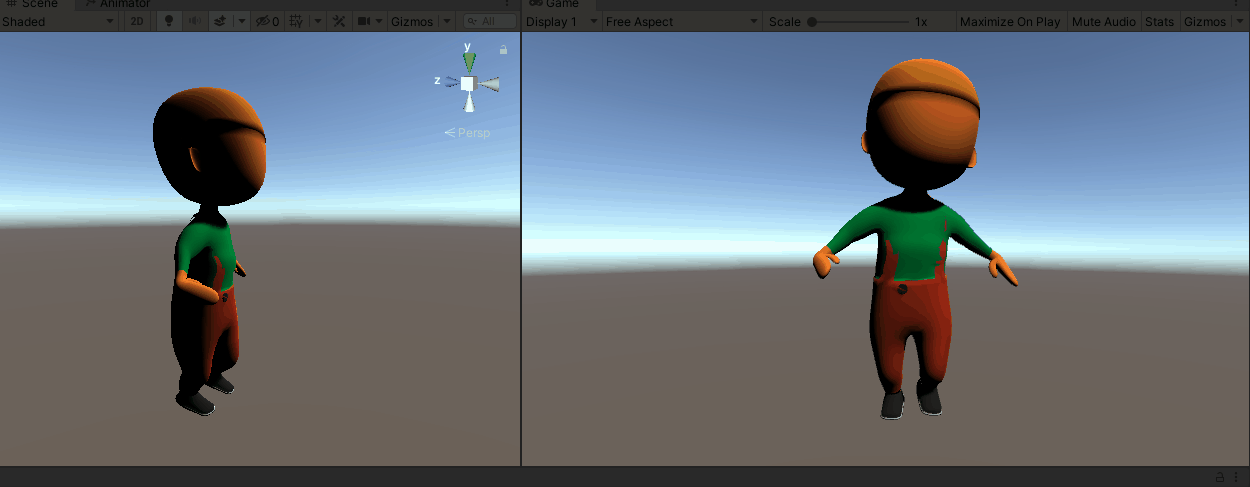 Scene Animator
Game
Shaded 2D 0 Gizmos All
Display 1 Free Aspect Scale 1x Maximize On Play Mute Audio Stats Gizmos
y
z
Persp